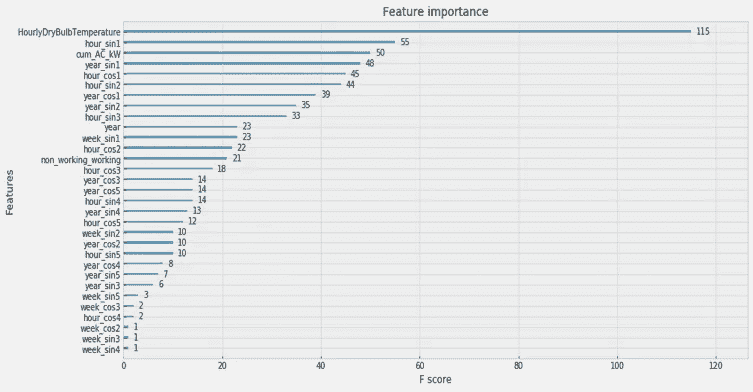 Feature importance
HourlyDryBulbTemperature 115
hour_sin1 55
cum_AC_kW 50
year_sin1 48
hour_cos1 45
hour_sin2 44
year_cos1 39
year_sin2 35
hour_sin3 33
year 23
week_sin1 23
hour_cos2 22
non_working_working 21
hour_cos3 18
year_cos3 14
year_cos5 14
hour_sin4 14
year_sin4 13
hour_cos5 12
week_sin2 10
year_cos2 10
hour_sin5 10
year_cos4 8
year_sin5 7
year_sin3 6
week_sin5 3
week_cos3 2
hour_cos4 2
week_cos2 1
week_sin3 1
week_sin4 1
Features
0 20 40 60 80 100 120
F score